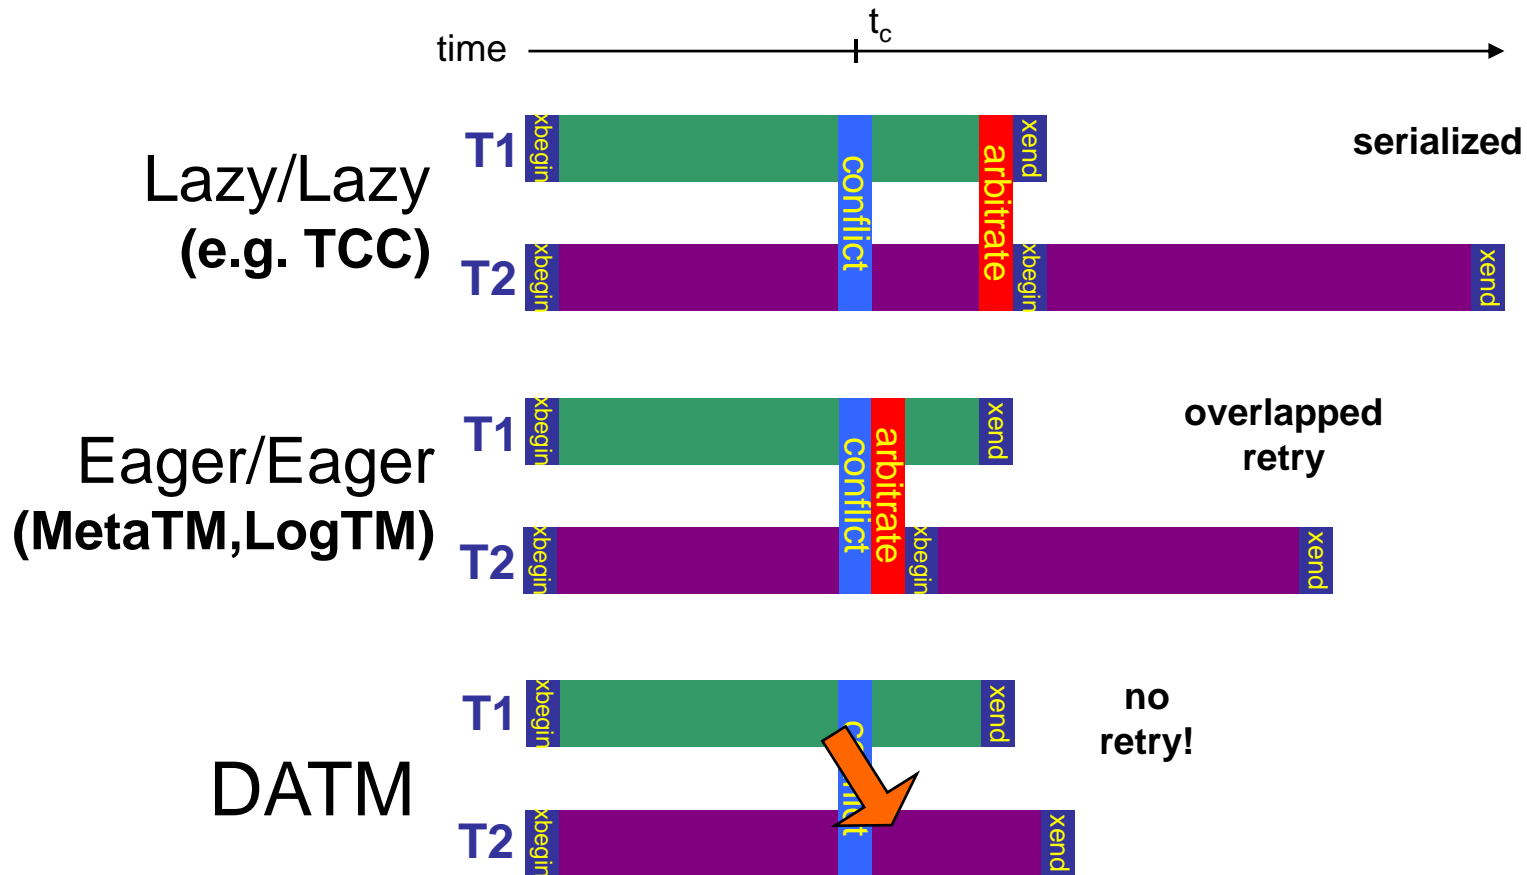 time
tc
Lazy/Lazy
(e.g. TCC)
T1
xbegin
conflict
arbitrate
xend
serialized
T2
xbegin
xbegin
xend
Eager/Eager
(MetaTM,LogTM)
T1
xbegin
conflict
arbitrate
xend
overlapped
retry
T2
xbegin
xbegin
xend
DATM
T1
xbegin
conflict
xend
no
retry!
T2
xbegin
xend